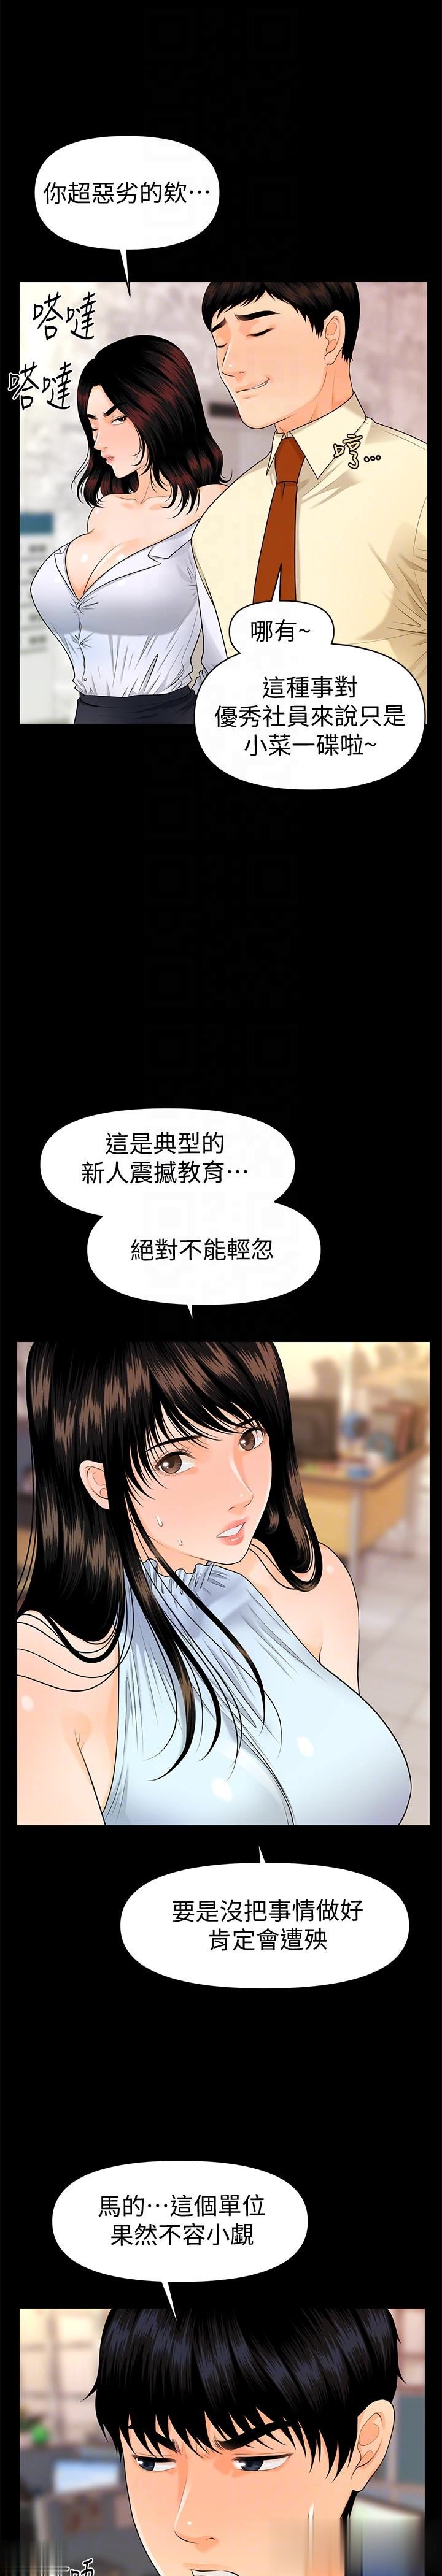 你超惡劣的欸…
嗒噠
嗒噠
哼…
哪有~
這種事對
優秀社員來說只是
小菜一碟啦~
這是典型的
新人震撼教育…
絕對不能輕忽
要是沒把事情做好
肯定會遭殃
馬的…這個單位
果然不容小覷